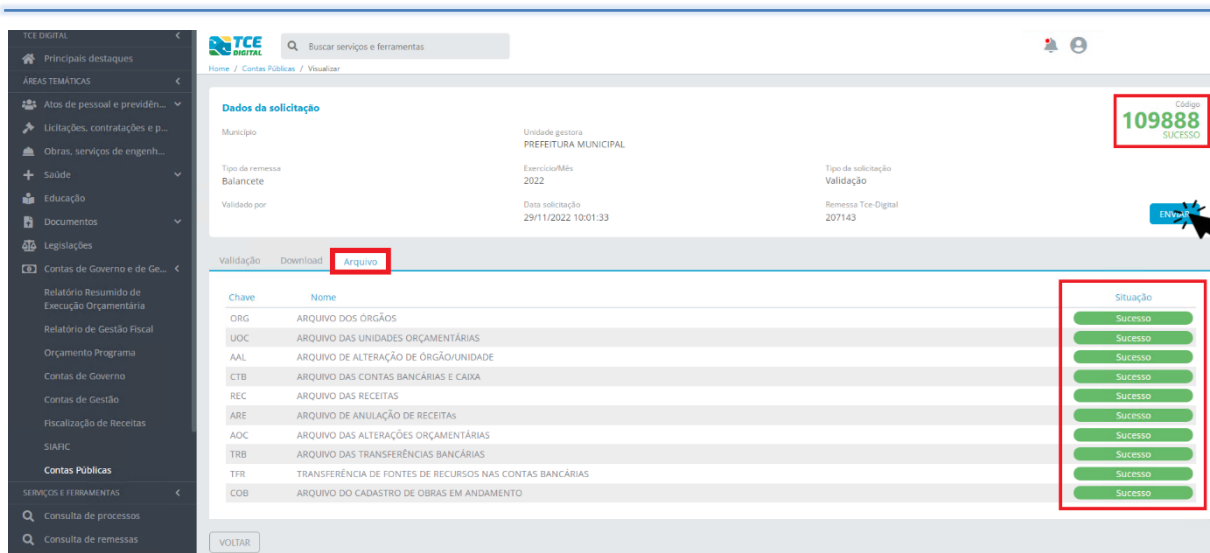 TCE DIGITAL
Principais destaques
ÁREAS TEMÁTICAS
Atos de pessoal e previdên...
Licitações, contratações e p...
Obras, serviços de engenh...
Saúde
Educação
Documentos
Legislações
Contas de Governo e de Ge...
Relatório Resumido de
Execução Orçamentária
Relatório de Gestão Fiscal
Orçamento Programa
Contas de Governo
Contas de Gestão
Fiscalização de Receitas
SIAFIC
Contas Públicas
SERVIÇOS E FERRAMENTAS
Consulta de processos
Consulta de remessas
TCE
DIGITAL
Buscar serviços e ferramentas
Home / Contas Públicas / Visualizar
Dados da solicitação
Código
109888
SUCESSO
Município
Unidade gestora
PREFEITURA MUNICIPAL
Tipo da remessa
Balancete
Exercício/Mês
2022
Tipo da solicitação
Validação
Validado por
Data solicitação
29/11/2022 10:01:33
Remessa Tce-Digital
207143
ENVIAR
Validação Download Arquivo
Chave Nome Situação
ORG ARQUIVO DOS ÓRGÃOS Sucesso
UOC ARQUIVO DAS UNIDADES ORÇAMENTÁRIAS Sucesso
AAL ARQUIVO DE ALTERAÇÃO DE ÓRGÃO/UNIDADE Sucesso
CTB ARQUIVO DAS CONTAS BANCÁRIAS E CAIXA Sucesso
REC ARQUIVO DAS RECEITAS Sucesso
ARE ARQUIVO DE ANULAÇÃO DE RECEITAs Sucesso
AOC ARQUIVO DAS ALTERAÇÕES ORÇAMENTÁRIAS Sucesso
TRB ARQUIVO DAS TRANSFERÊNCIAS BANCÁRIAS Sucesso
TFR TRANSFERÊNCIA DE FONTES DE RECURSOS NAS CONTAS BANCÁRIAS Sucesso
COB ARQUIVO DO CADASTRO DE OBRAS EM ANDAMENTO Sucesso
VOLTAR